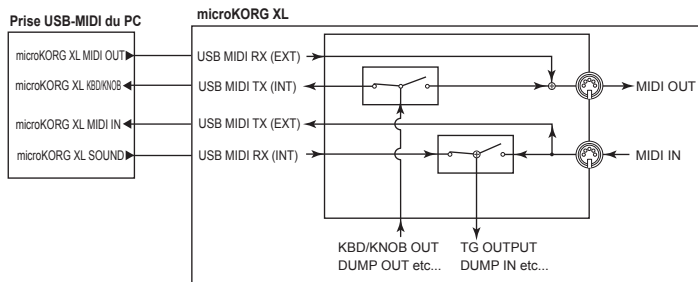 Prise USB-MIDI du PC
microKORG XL
microKORG XL MIDI OUT
microKORG XL KBD/KNOB
microKORG XL MIDI IN
microKORG XL SOUND
USB MIDI RX (EXT)
USB MIDI TX (INT)
USB MIDI TX (EXT)
USB MIDI RX (INT)
MIDI OUT
MIDI IN
KBD/KNOB OUT
DUMP OUT etc...
TG OUTPUT
DUMP IN etc...